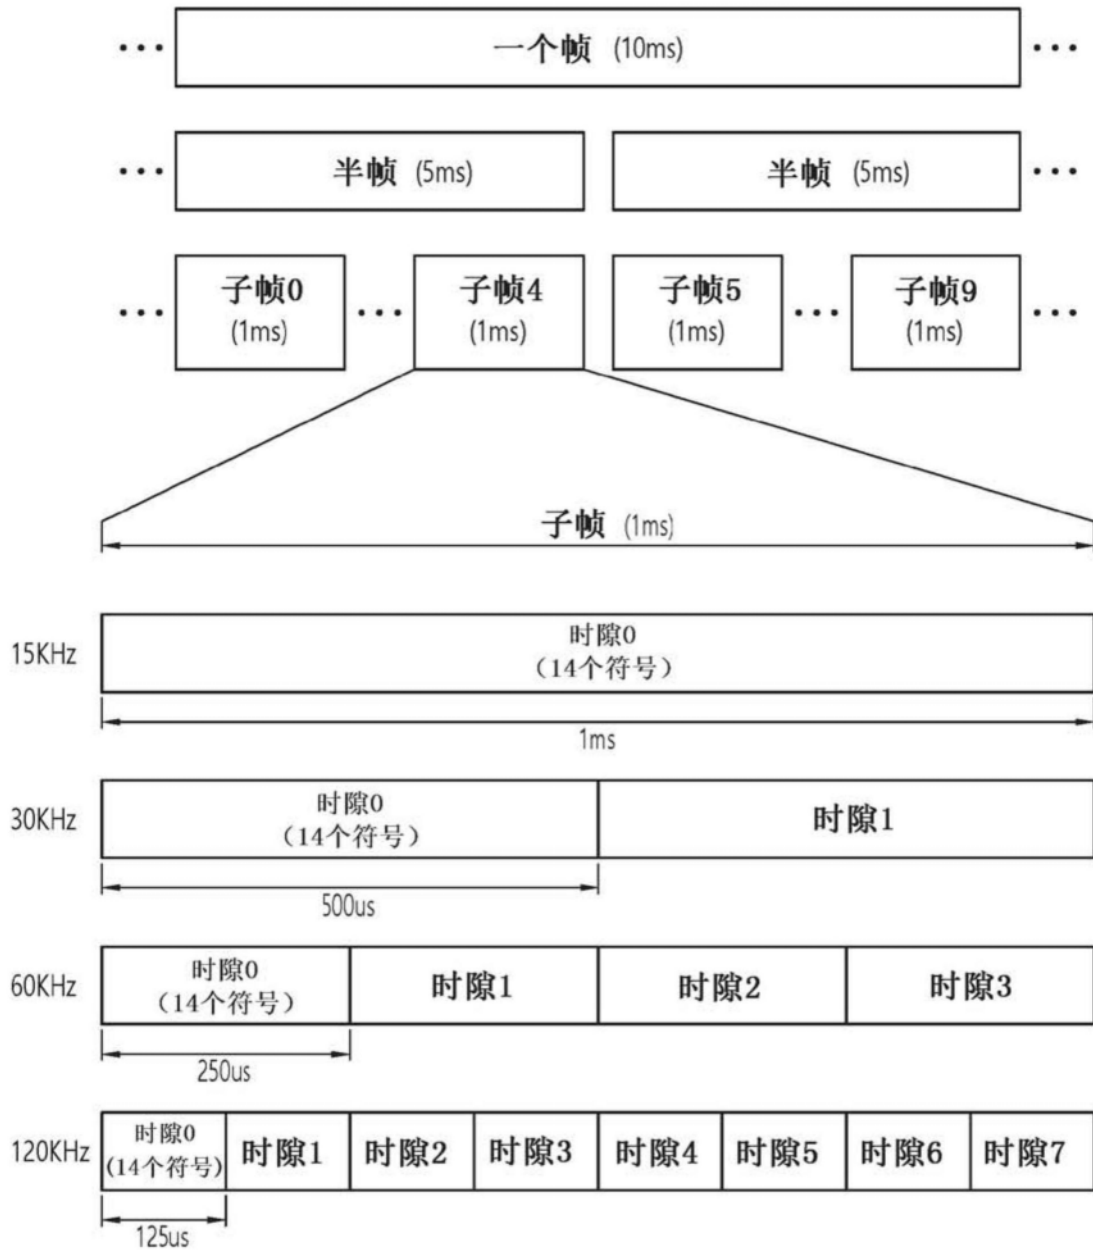 一个帧 (10ms)
半帧 (5ms) 半帧 (5ms)
子帧0 子帧4 子帧5 子帧9
(1ms) (1ms) (1ms) (1ms)
子帧 (1ms)
15KHz
时隙0
（14个符号）
1ms
30KHz
时隙0
（14个符号）
时隙1
500us
60KHz
时隙0
（14个符号）
时隙1 时隙2 时隙3
250us
120KHz
时隙0
(14个符号)
时隙1 时隙2 时隙3 时隙4 时隙5 时隙6 时隙7
125us